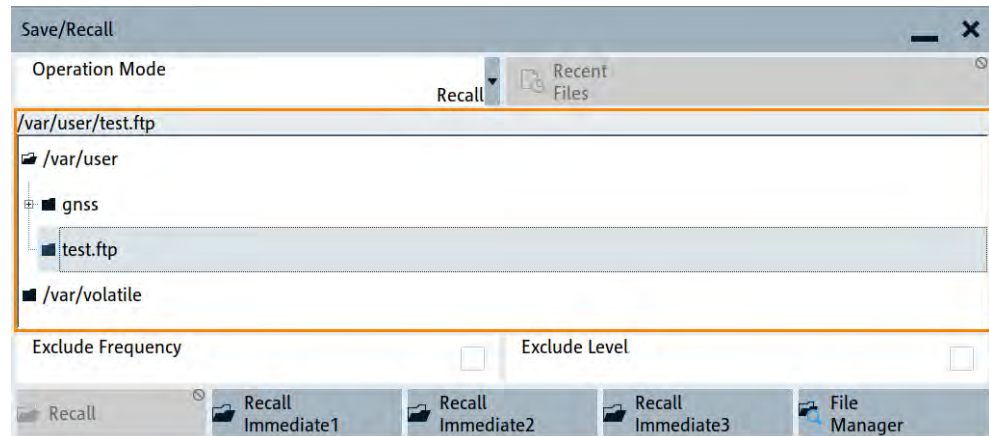 Save/Recall
Operation Mode
Recall
Recent
Files
/var/user/test.ftp
/var/user
gnss
test.ftp
/var/volatile
Exclude Frequency
Exclude Level
Recall
Recall
Immediate1
Recall
Immediate2
Recall
Immediate3
File
Manager